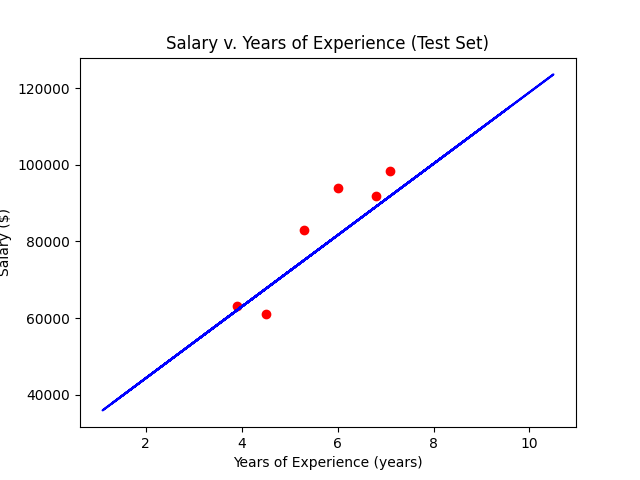 Salary v. Years of Experience (Test Set)
120000
100000
80000
60000
40000
Salary ($)
2 4 6 8 10
Years of Experience (years)